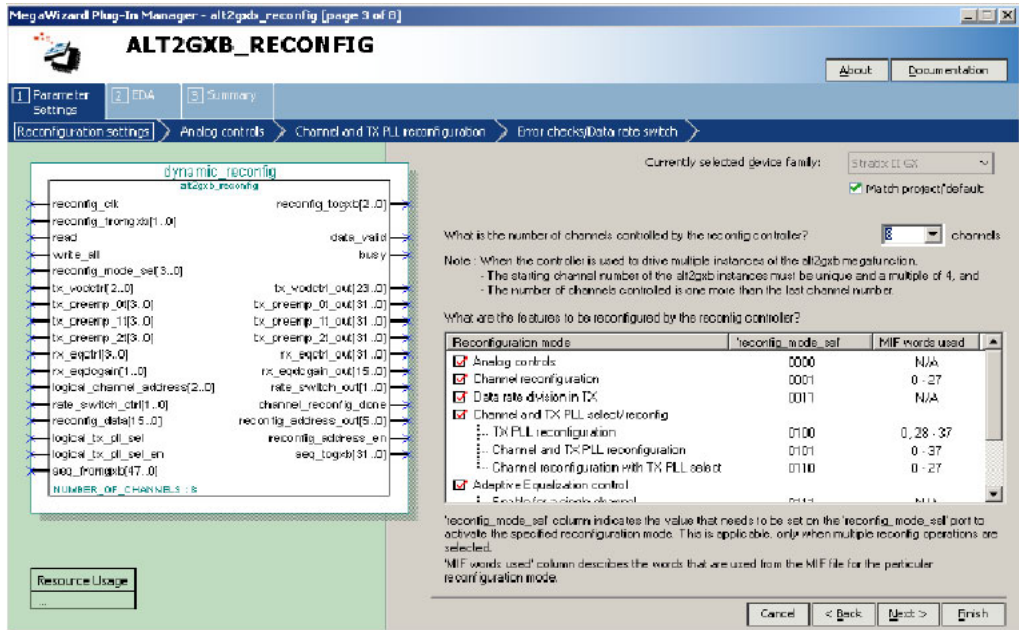 MegaWizard Plug-In Manager - alt2gxb_reconfig [page 3 of 8]
ALT2GXB_RECONFIG
About
Documentation
1 Parameter Settings
2 EDA
3 Summary
Reconfiguration settings
Analog controls
Channel and TX PLL reconfiguration
Error checks/Data rate switch
dynamic_reconfig
alt2gxb_reconfig
reconfig_clk
reconfig_togxb[2..0]
reconfig_fromgxb[1..0]
read
data_valid
write_all
busy
reconfig_mode_sel[3..0]
tx_vodctrl[2..0]
tx_vodctrl_out[23..0]
tx_preemp_0t[3..0]
tx_preemp_0t_out[31..0]
tx_preemp_1t[3..0]
tx_preemp_1t_out[31..0]
tx_preemp_2t[3..0]
tx_preemp_2t_out[31..0]
rx_eqctrl[3..0]
rx_eqctrl_out[31..0]
rx_eqdcgain[1..0]
rx_eqdcgain_out[15..0]
logical_channel_address[2..0]
rate_switch_out[1..0]
rate_switch_ctrl[1..0]
channel_reconfig_done
reconfig_data[15..0]
reconfig_address_out[5..0]
logical_tx_pll_sel
reconfig_address_en
logical_tx_pll_sel_en
aeq_togxb[31..0]
aeq_fromgxb[47..0]
NUMBER_OF_CHANNELS : 8
Resource Usage
...
Currently selected device family:
Stratix II GX
Match project/default
What is the number of channels controlled by the reconfig controller?
8
channels
Note : When the controller is used to drive multiple instances of the alt2gxb megafunction.
- The starting channel number of the alt2gxb instances must be unique and a multiple of 4, and
- The number of channels controlled is one more than the last channel number.
What are the features to be reconfigured by the reconfig controller?
Reconfiguration mode
'reconfig_mode_sel'
MIF words used
Analog controls
0000
N/A
Channel reconfiguration
0001
0 - 27
Data rate division in TX
0011
N/A
Channel and TX PLL select/reconfig
TX PLL reconfiguration
0100
0, 28 - 37
Channel and TX PLL reconfiguration
0101
0 - 37
Channel reconfiguration with TX PLL select
0110
0 - 27
Adaptive Equalization control
Enable for a single channel
'reconfig_mode_sel' column indicates the value that needs to be set on the 'reconfig_mode_sel' port to
activate the specified reconfiguration mode. This is applicable, only when multiple reconfig operations are
selected.
'MIF words used' column describes the words that are used from the MIF file for the particular
reconfiguration mode.
Cancel
< Back
Next >
Finish